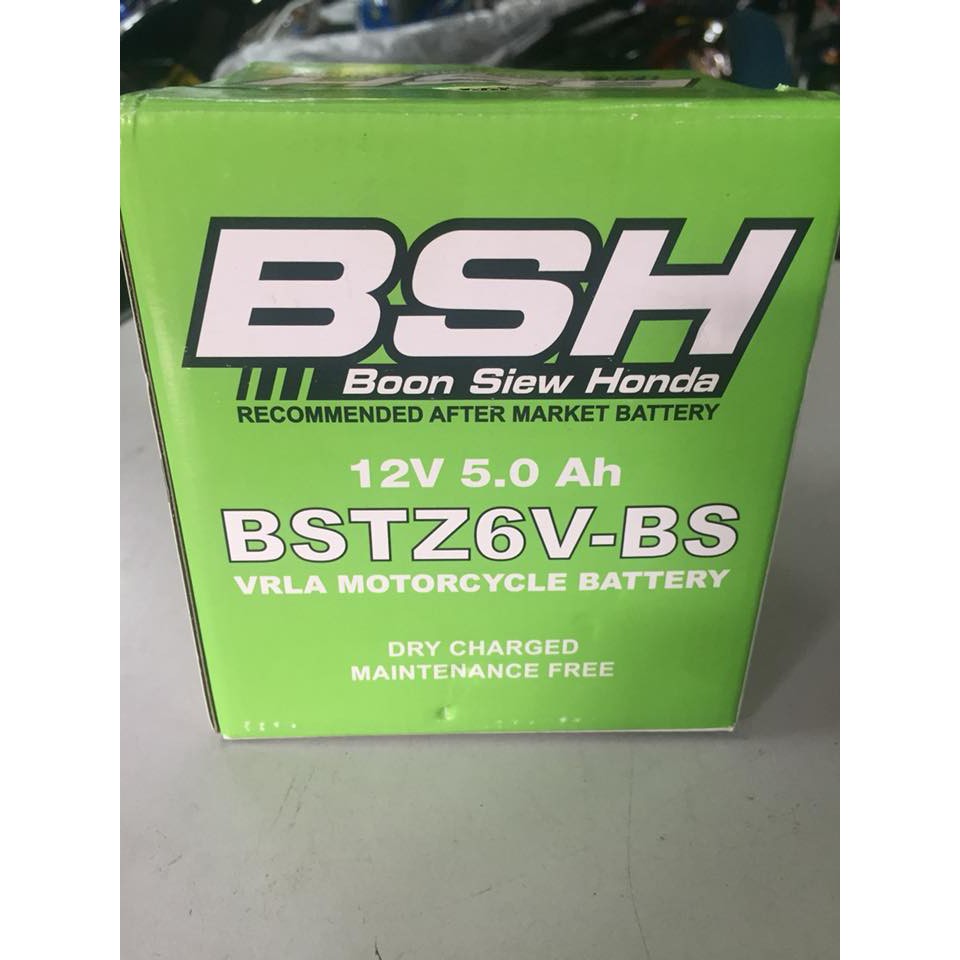 BSH
Boon Siew Honda
RECOMMENDED AFTER MARKET BATTERY
12V 5.0 Ah
BSTZ6V-BS
VRLA MOTORCYCLE BATTERY
DRY CHARGED
MAINTENANCE FREE